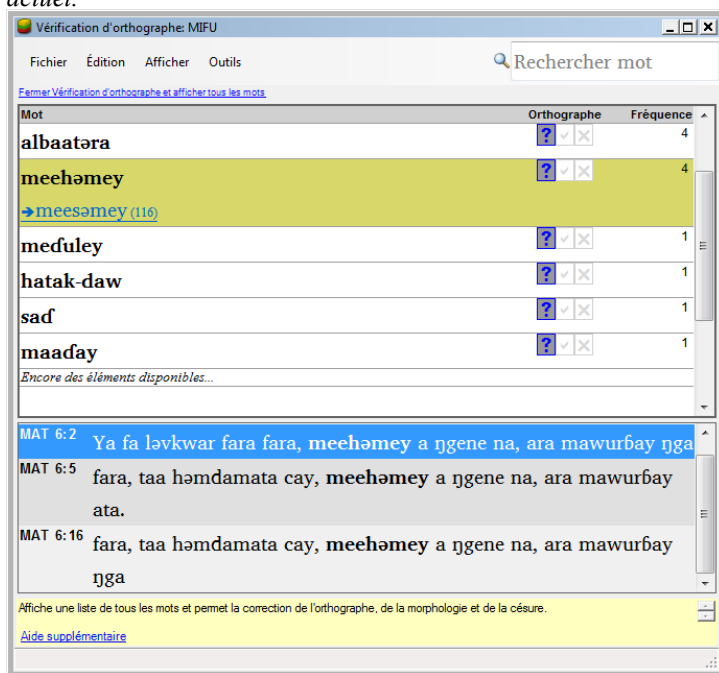 actuel.
Vérification d'orthographe: MIFU
Fichier Édition Afficher Outils Rechercher mot
Fermer Vérification d'orthographe et afficher tous les mots
Mot Orthographe Fréquence
albaatəra ? 4
meehəmey ? 4
➔meesəmey (116)
meɗuley ? 1
hatak-daw ? 1
saɗ ? 1
maaɗay ? 1
Encore des éléments disponibles...
MAT 6:2 Ya fa ləvkwar fara fara, meehəmey a ŋgene na, ara mawurɓay ŋga
MAT 6:5 fara, taa həmdamata cay, meehəmey a ŋgene na, ara mawurɓay
ata.
MAT 6:16 fara, taa həmdamata cay, meehəmey a ŋgene na, ara mawurɓay
ŋga
Affiche une liste de tous les mots et permet la correction de l'orthographe, de la morphologie et de la césure.
Aide supplémentaire